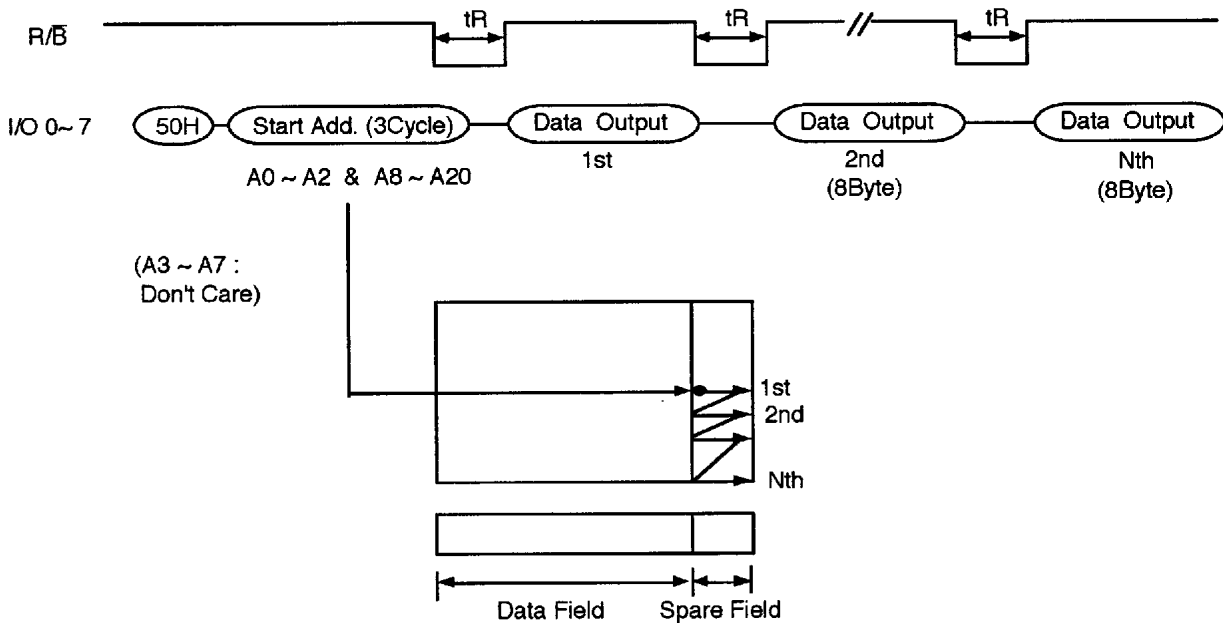 tR tR tR
R/B̅
I/O 0~ 7 50H Start Add. (3Cycle) Data Output Data Output Data Output
1st 2nd Nth
A0 ~ A2 & A8 ~ A20 (8Byte) (8Byte)
(A3 ~ A7 :
Don't Care)
1st
2nd
Nth
Data Field Spare Field